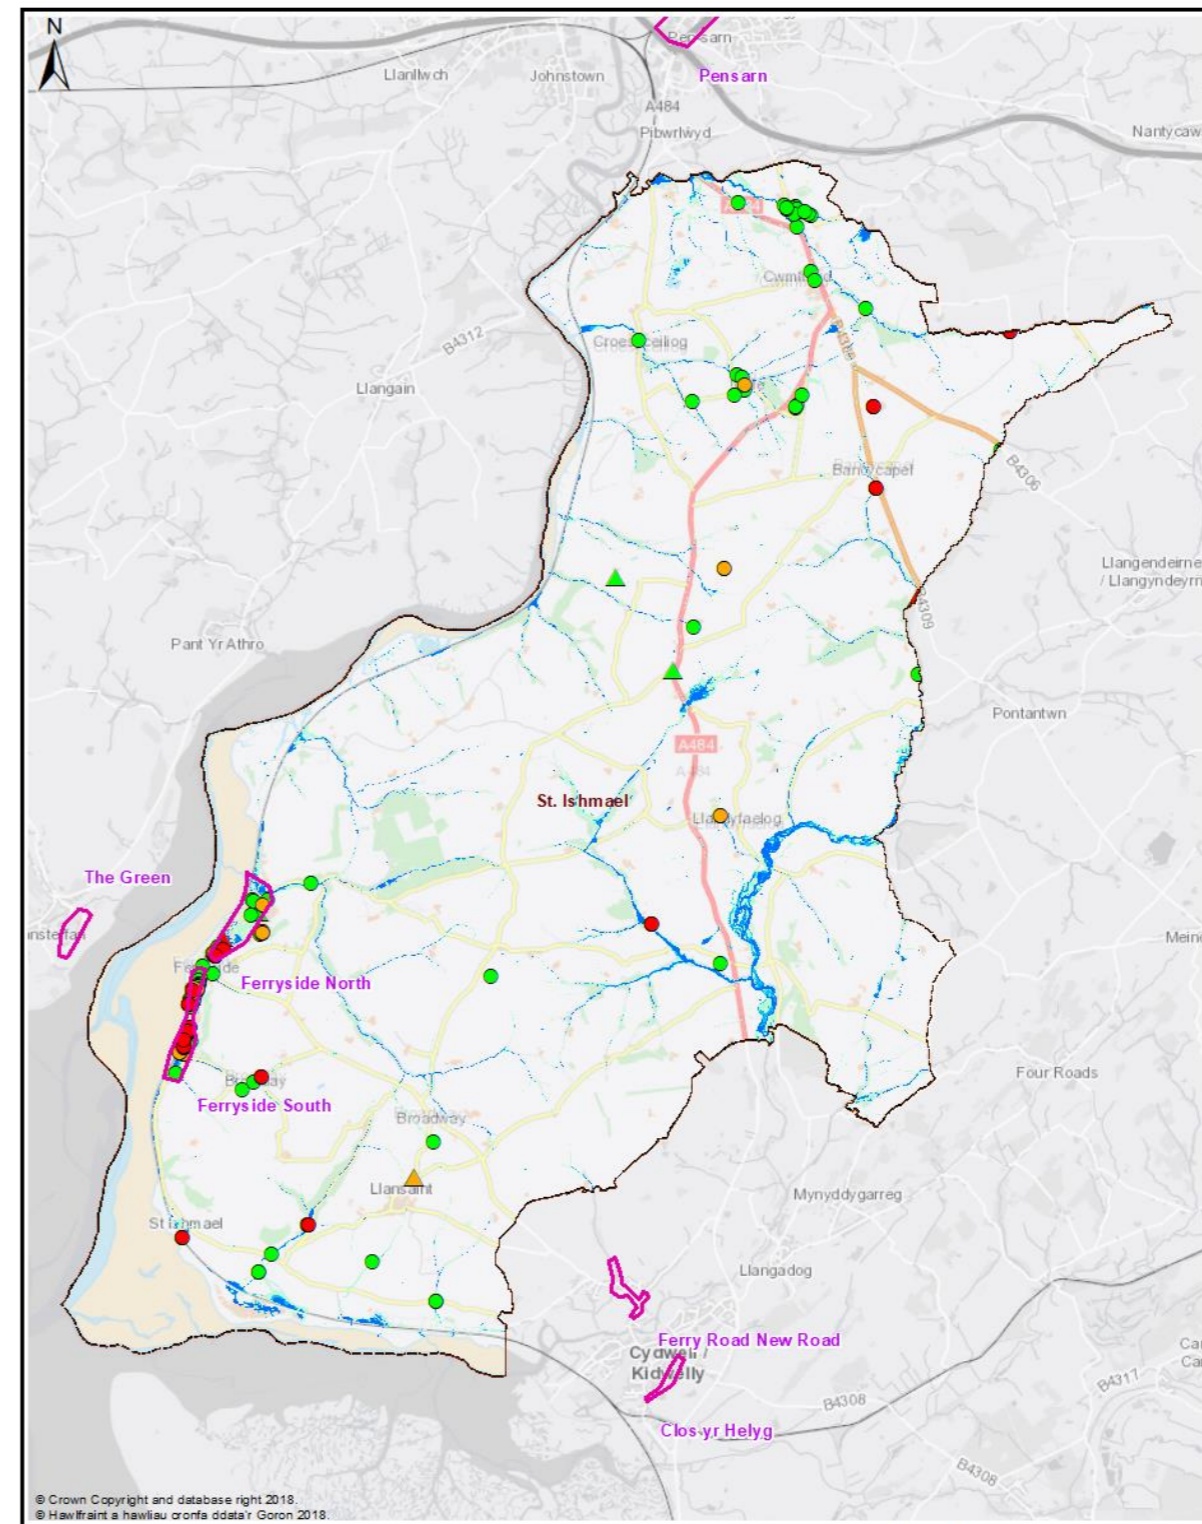 N
Pensarn
Llanllwch
Johnstown
Pensarn
A484
Pibwrlwyd
Nantycaw
B4312
Llangain
B4306
Bancycapel
Llangendeirne
/ Llangyndeyrn
B4309
Pant Yr Athro
Pontantwn
A484
A 484
St. Ishmael
Llandyfaelog
The Green
Ferryside North
Ferryside South
Four Roads
Broadway
Llansaint
Mynyddygarreg
St Ishmael
Llangadog
Ferry Road New Road
Cydweli /
Kidwelly
B4317
B4308
Clos yr Helyg
B4308
© Crown Copyright and database right 2018.
© Hawlfraint a hawliau cronfa ddata'r Goron 2018.